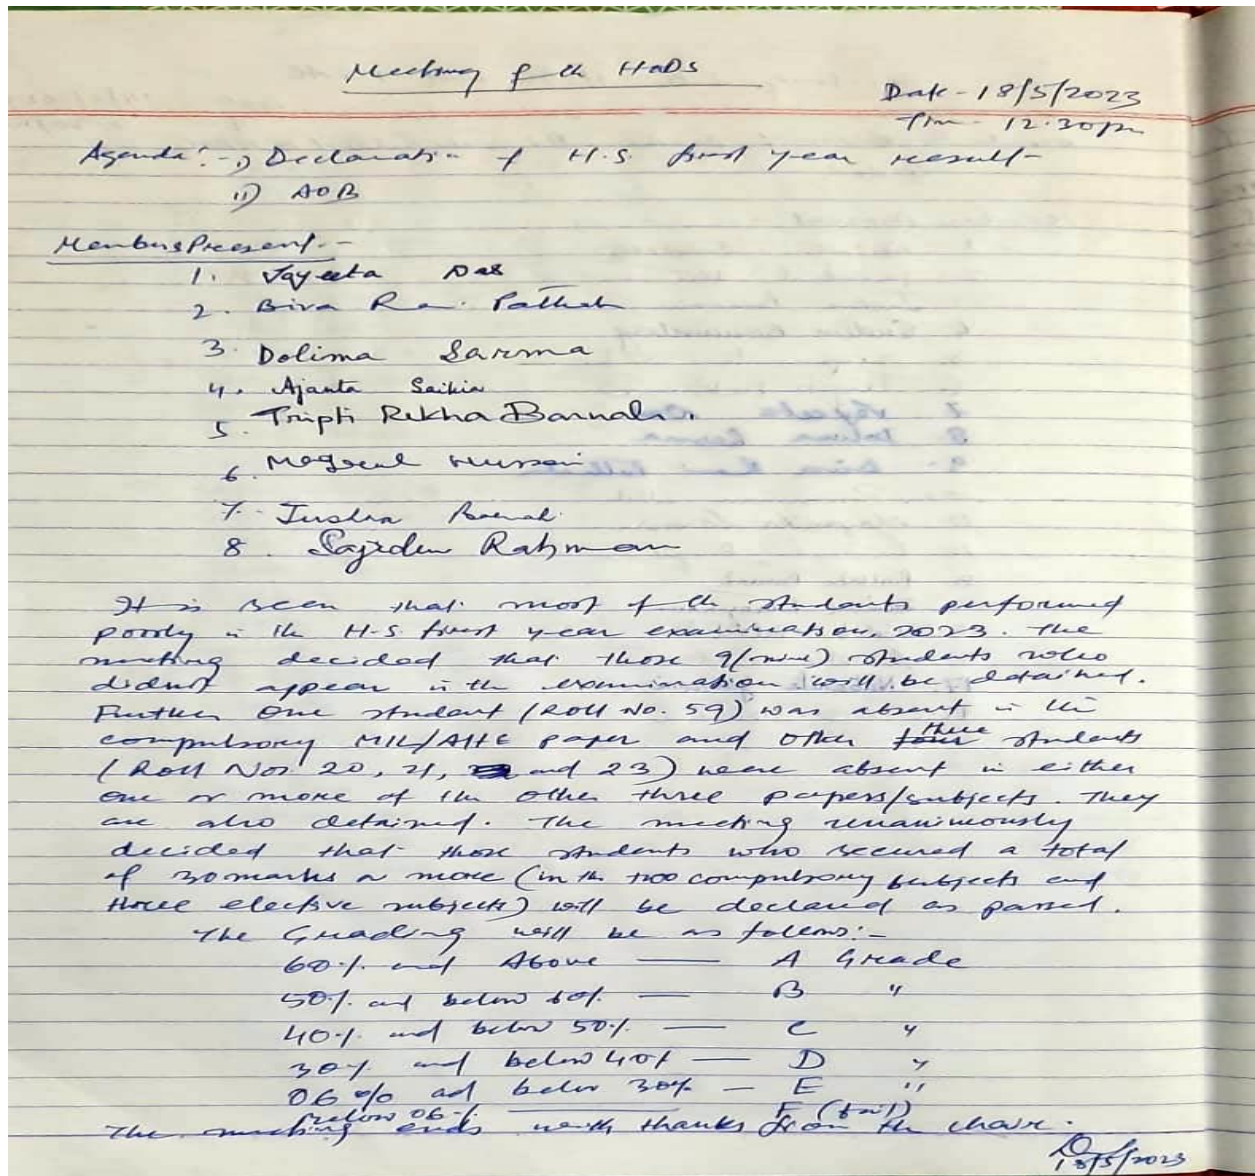 Meeting of the HoDs
Date - 18/5/2023
Time - 12.30pm
Agenda :- i) Declaration of H.S. first year result -
ii) AOB
Members Present :-
1. Jayeeta Das
2. Biva Rani Pathak
3. Dolima Sarma
4. Ajanta Saikia
5. Tripti Rekha Baruah.
6. Hussain
7. Baruah.
8. Rahman
It is seen that most of the students performed
poorly in the H.S. first year examination, 2023. The
meeting decided that those 9(nine) students who
didn't appear in the examination will be detained.
Further one student (Roll No. 59) was absent in the
compulsory MIL/AHE paper and other three students
(Roll Nos. 20, 21, and 23) were absent in either
one or more of the other three papers/subjects. They
are also detained. The meeting unanimously
decided that those students who secured a total
of 30 marks or more (in the two compulsory subjects and
three elective subjects) will be declared as passed.
The Grading will be as follows:-
60% and Above — A Grade
50% and below 60% — B "
40% and below 50% — C "
30% and below 40% — D "
06 % and below 30% — E "
Below 06% — F (fail)
The meeting ends with thanks from the chair.
18/5/2023